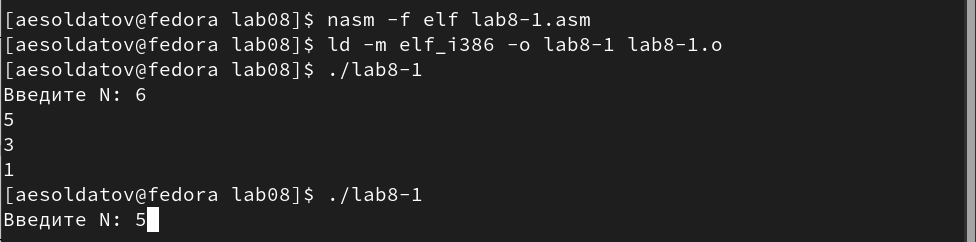 [aesoldatov@fedora lab08]$ nasm -f elf lab8-1.asm
[aesoldatov@fedora lab08]$ ld -m elf_i386 -o lab8-1 lab8-1.o
[aesoldatov@fedora lab08]$ ./lab8-1
Введите N: 6
5
3
1
[aesoldatov@fedora lab08]$ ./lab8-1
Введите N: 5